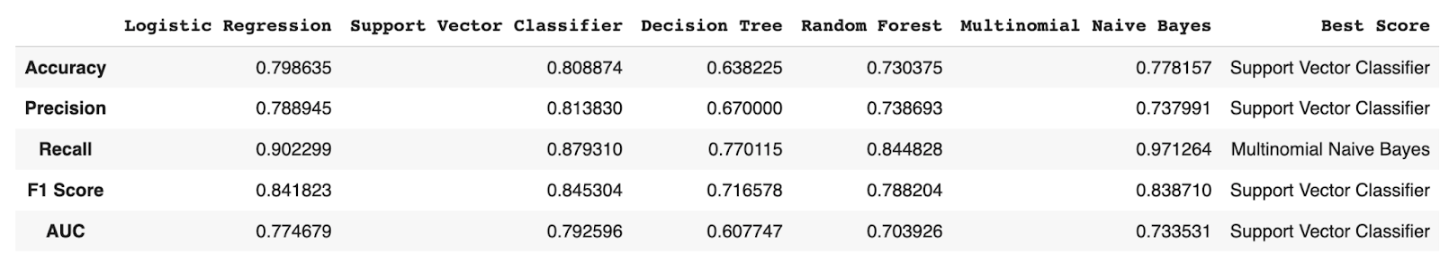 Logistic Regression Support Vector Classifier Decision Tree Random Forest Multinomial Naive Bayes Best Score
Accuracy 0.798635 0.808874 0.638225 0.730375 0.778157 Support Vector Classifier
Precision 0.788945 0.813830 0.670000 0.738693 0.737991 Support Vector Classifier
Recall 0.902299 0.879310 0.770115 0.844828 0.971264 Multinomial Naive Bayes
F1 Score 0.841823 0.845304 0.716578 0.788204 0.838710 Support Vector Classifier
AUC 0.774679 0.792596 0.607747 0.703926 0.733531 Support Vector Classifier